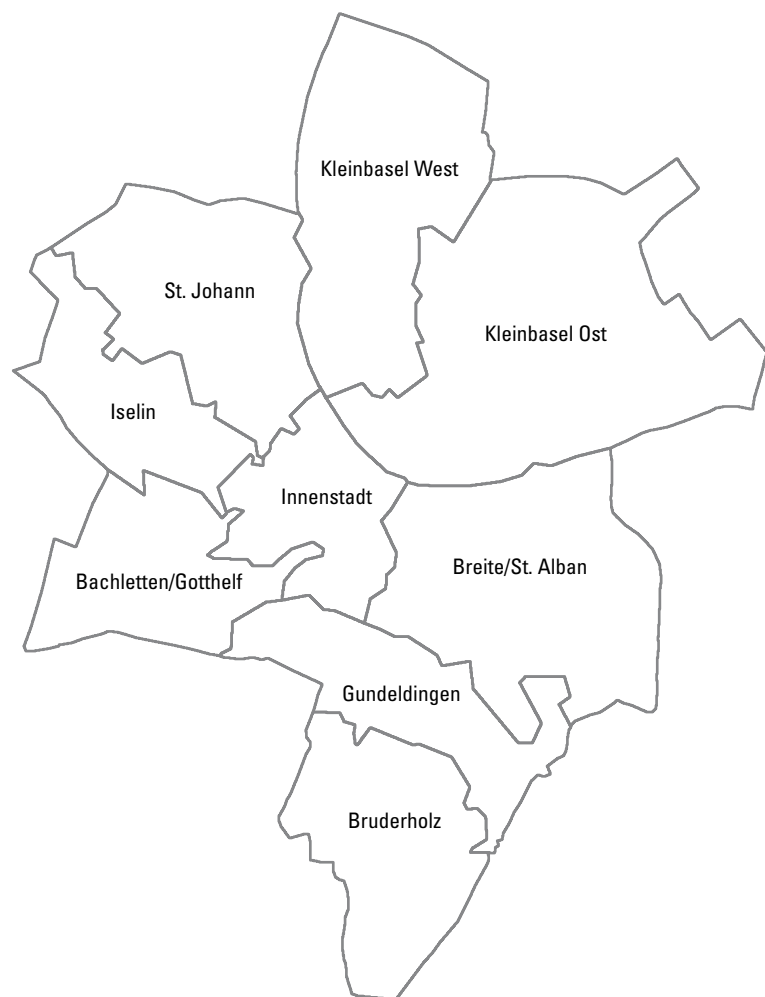 Kleinbasel West
St. Johann
Kleinbasel Ost
Iselin
Innenstadt
Bachletten/Gotthelf
Breite/St. Alban
Gundeldingen
Bruderholz